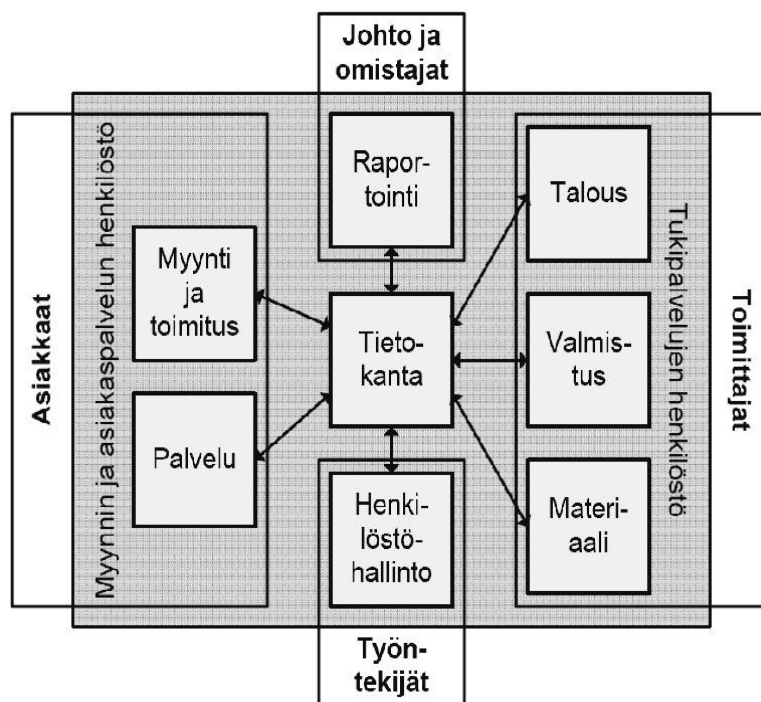 Johto ja
omistajat
Rapor-
tointi
Asiakkaat
Myynnin ja asiakaspalvelun henkilöstö
Myynti
ja
toimitus
Palvelu
Tieto-
kanta
Talous
Valmis-
tus
Materi-
aali
Tukipalvelujen henkilöstö
Toimittajat
Henki-
löstö-
hallinto
Työn-
tekijät